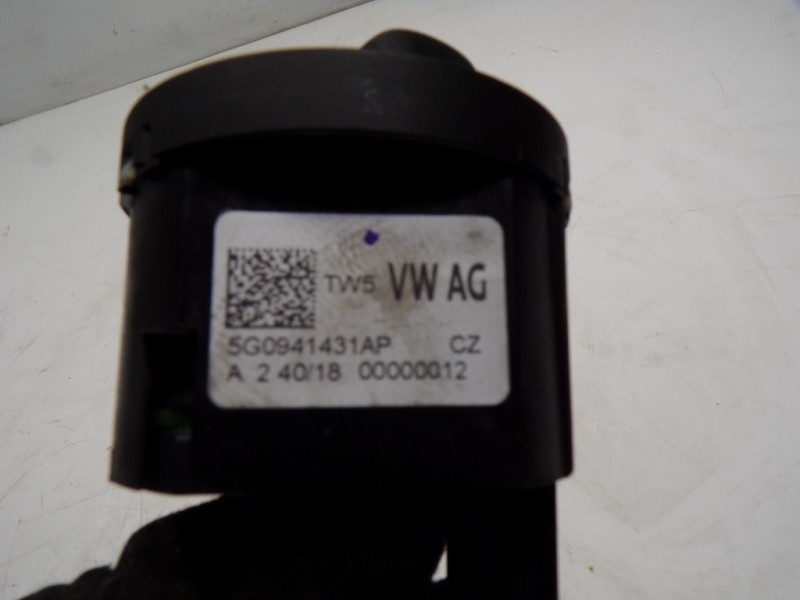 TW5 VW AG
5G0941431AP CZ
A 2 40/18 00000012